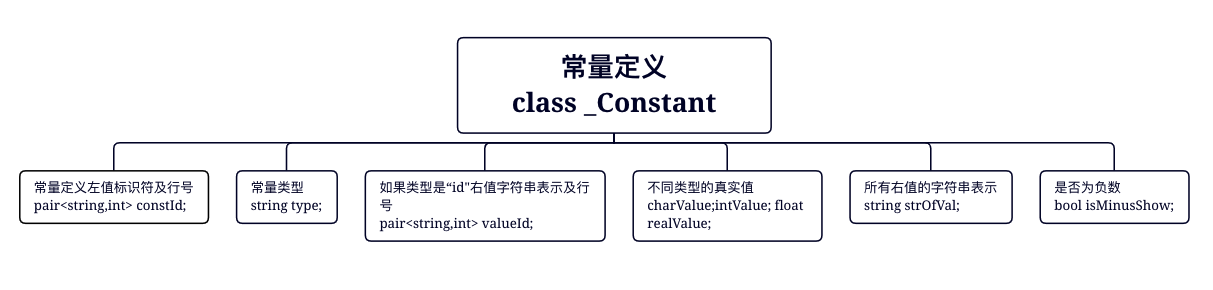 常量定义
class _Constant
常量定义左值标识符及行号
pair<string,int> constId;
常量类型
string type;
如果类型是“id"右值字符串表示及行
号
pair<string,int> valueId;
不同类型的真实值
charValue;intValue; float
realValue;
所有右值的字符串表示
string strOfVal;
是否为负数
bool isMinusShow;